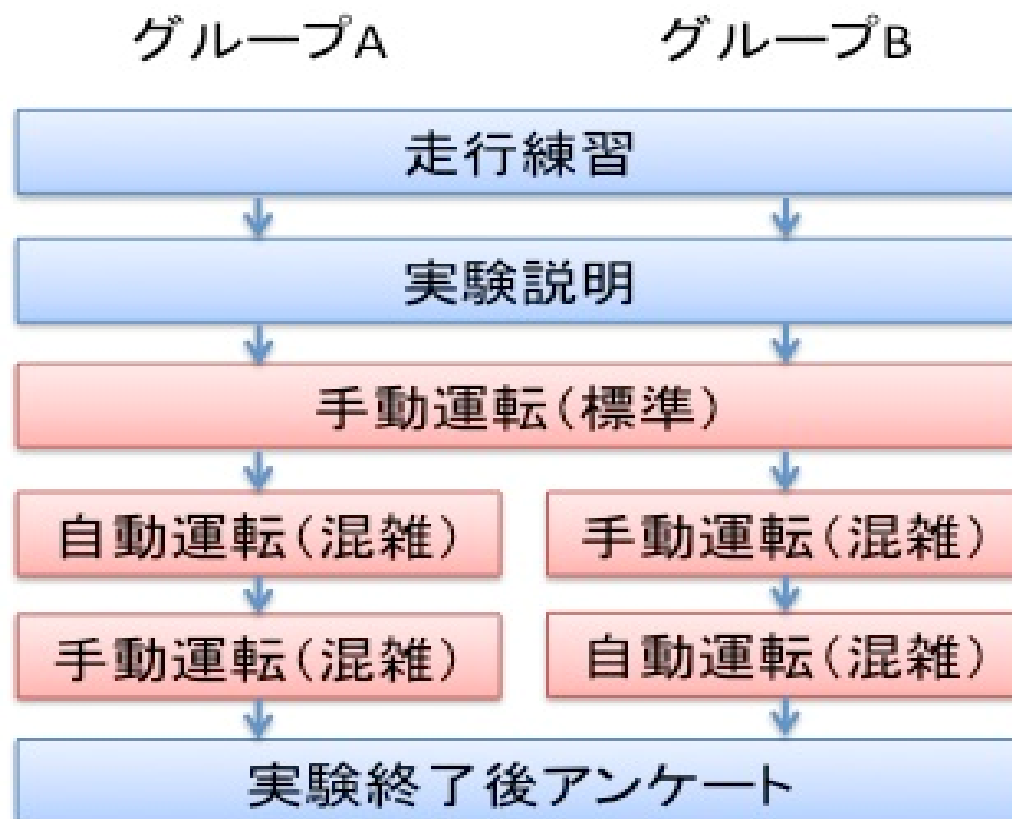 グループA グループB
走行練習
実験説明
手動運転(標準)
自動運転(混雑) 手動運転(混雑)
手動運転(混雑) 自動運転(混雑)
実験終了後アンケート